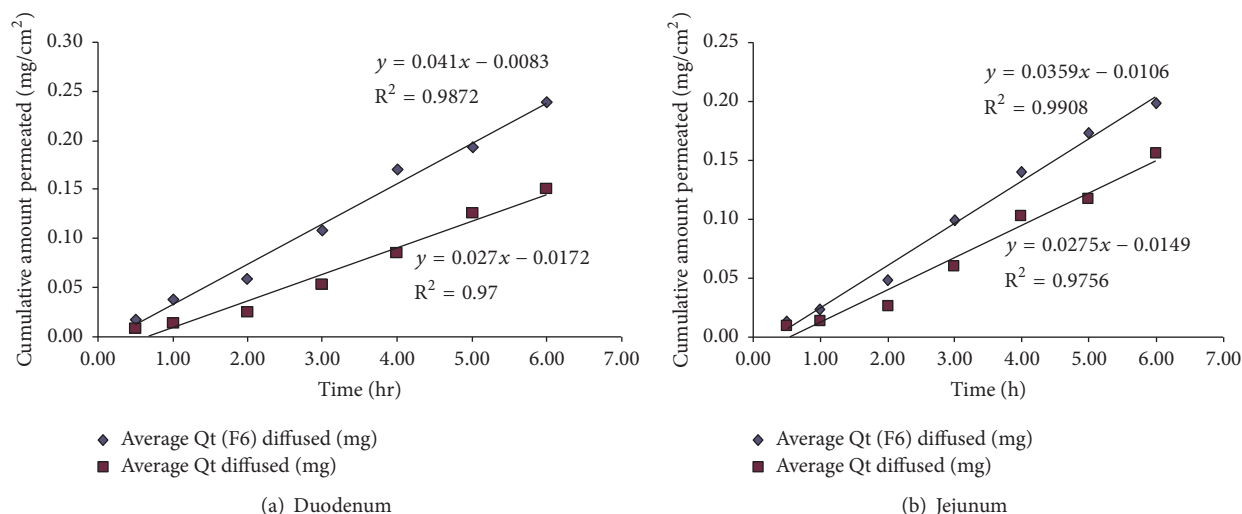 Cumulative amount permeated (mg/cm²)
0.30
0.25
0.20
0.15
0.10
0.05
0.00
y = 0.041x − 0.0083
R² = 0.9872
y = 0.027x − 0.0172
R² = 0.97
0.00 1.00 2.00 3.00 4.00 5.00 6.00 7.00
Time (hr)
Average Qt (F6) diffused (mg)
Average Qt diffused (mg)
(a) Duodenum
Cumulative amount permeated (mg/cm²)
0.25
0.20
0.15
0.10
0.05
0.00
y = 0.0359x − 0.0106
R² = 0.9908
y = 0.0275x − 0.0149
R² = 0.9756
0.00 1.00 2.00 3.00 4.00 5.00 6.00 7.00
Time (h)
Average Qt (F6) diffused (mg)
Average Qt diffused (mg)
(b) Jejunum